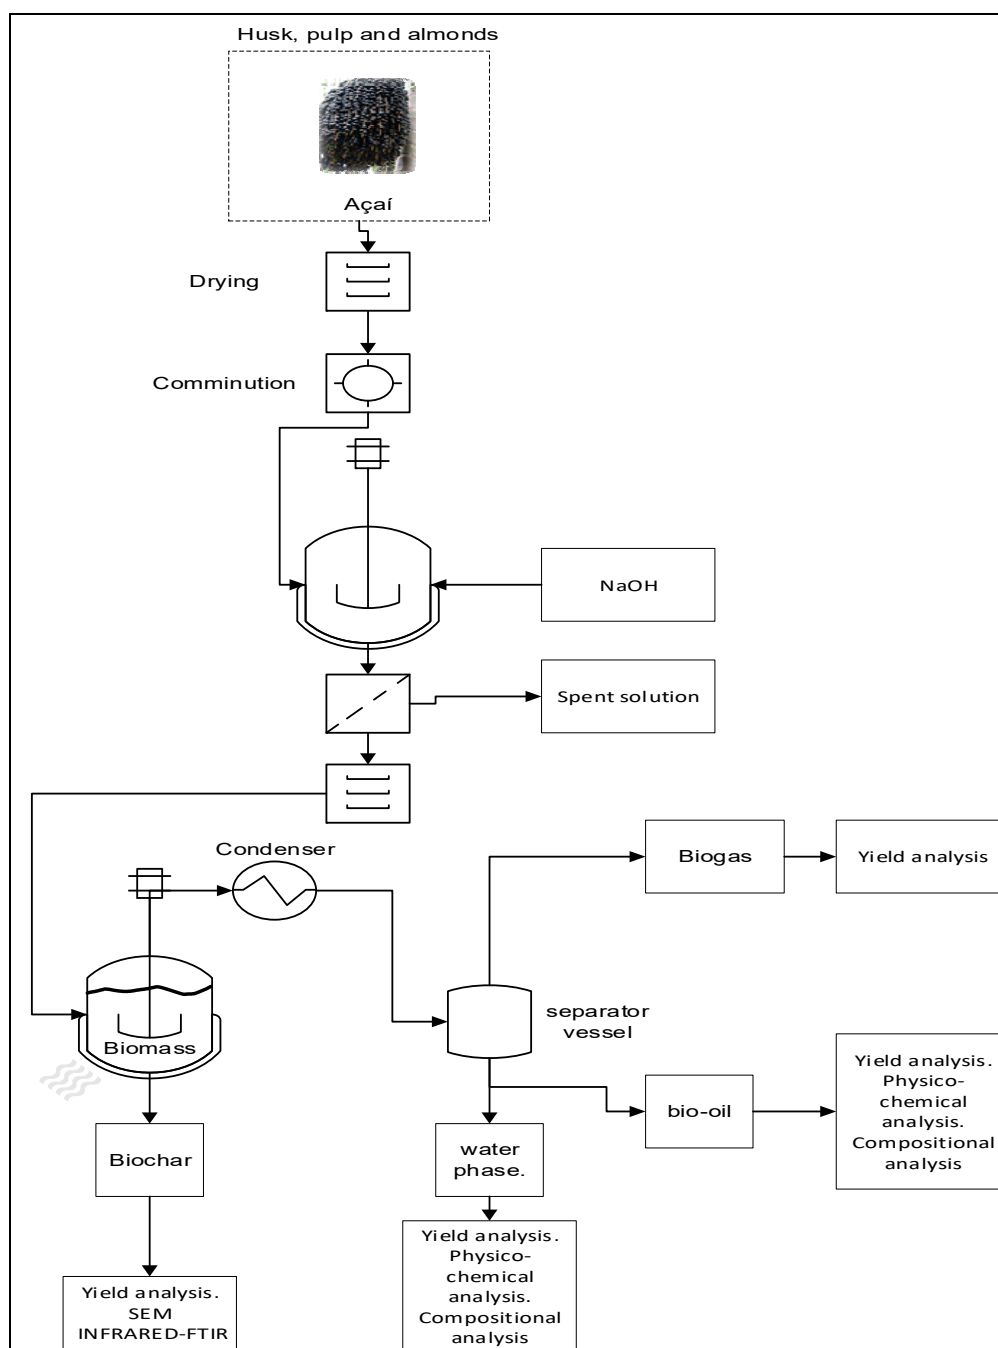 Husk, pulp and almonds
Açaí
Drying
Comminution
NaOH
Spent solution
Condenser
Biogas
Yield analysis
separator
vessel
Biomass
Yield analysis.
Physico-
chemical
analysis.
Compositional
analysis
bio-oil
Biochar
water
phase.
Yield analysis.
Physico-
chemical
analysis.
Compositional
analysis
Yield analysis.
SEM
INFRARED-FTIR